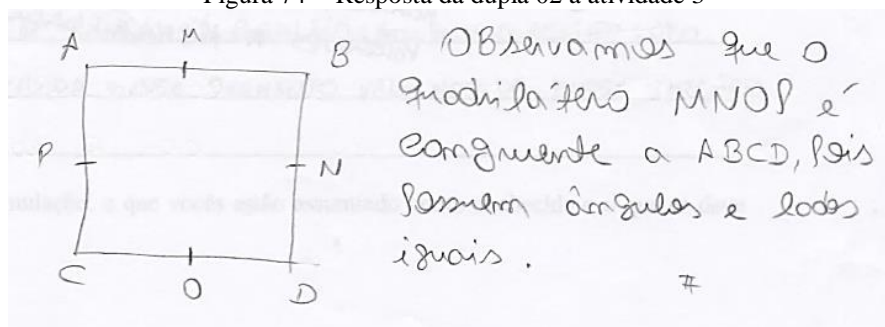 Figura 74 – Resposta da dupla 02 à atividade 3
A M B
P N
C O D
Observamos que o
quadrilátero MNOP é
congruente a ABCD, pois
possuem ângulos e lados
iguais.